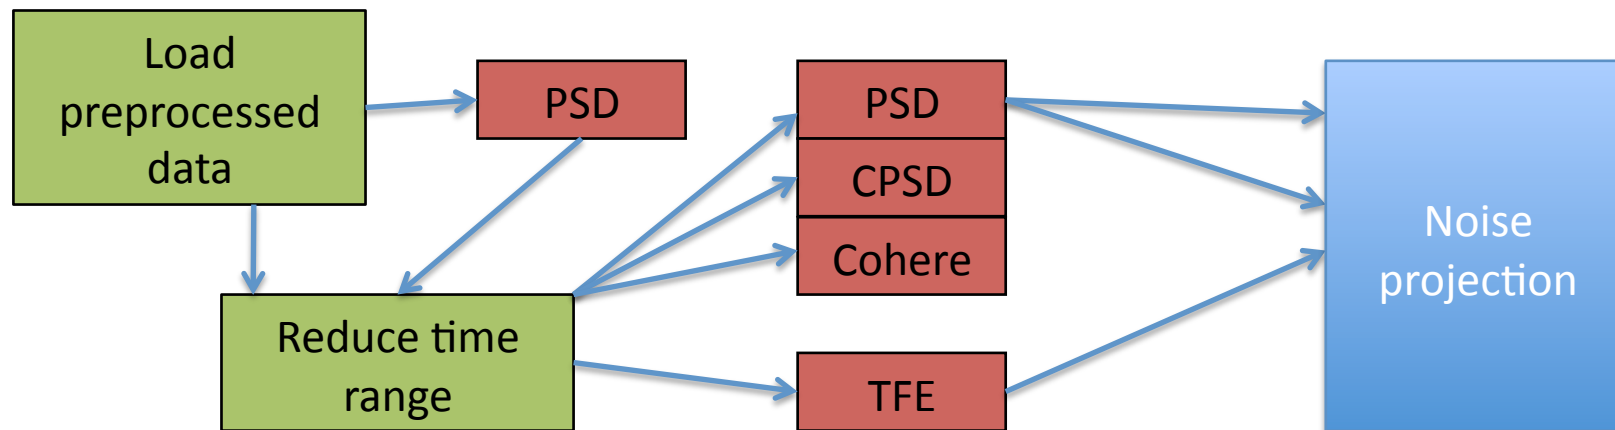 Load
preprocessed
data
PSD
PSD
CPSD
Cohere
Reduce time
range
TFE
Noise
projection